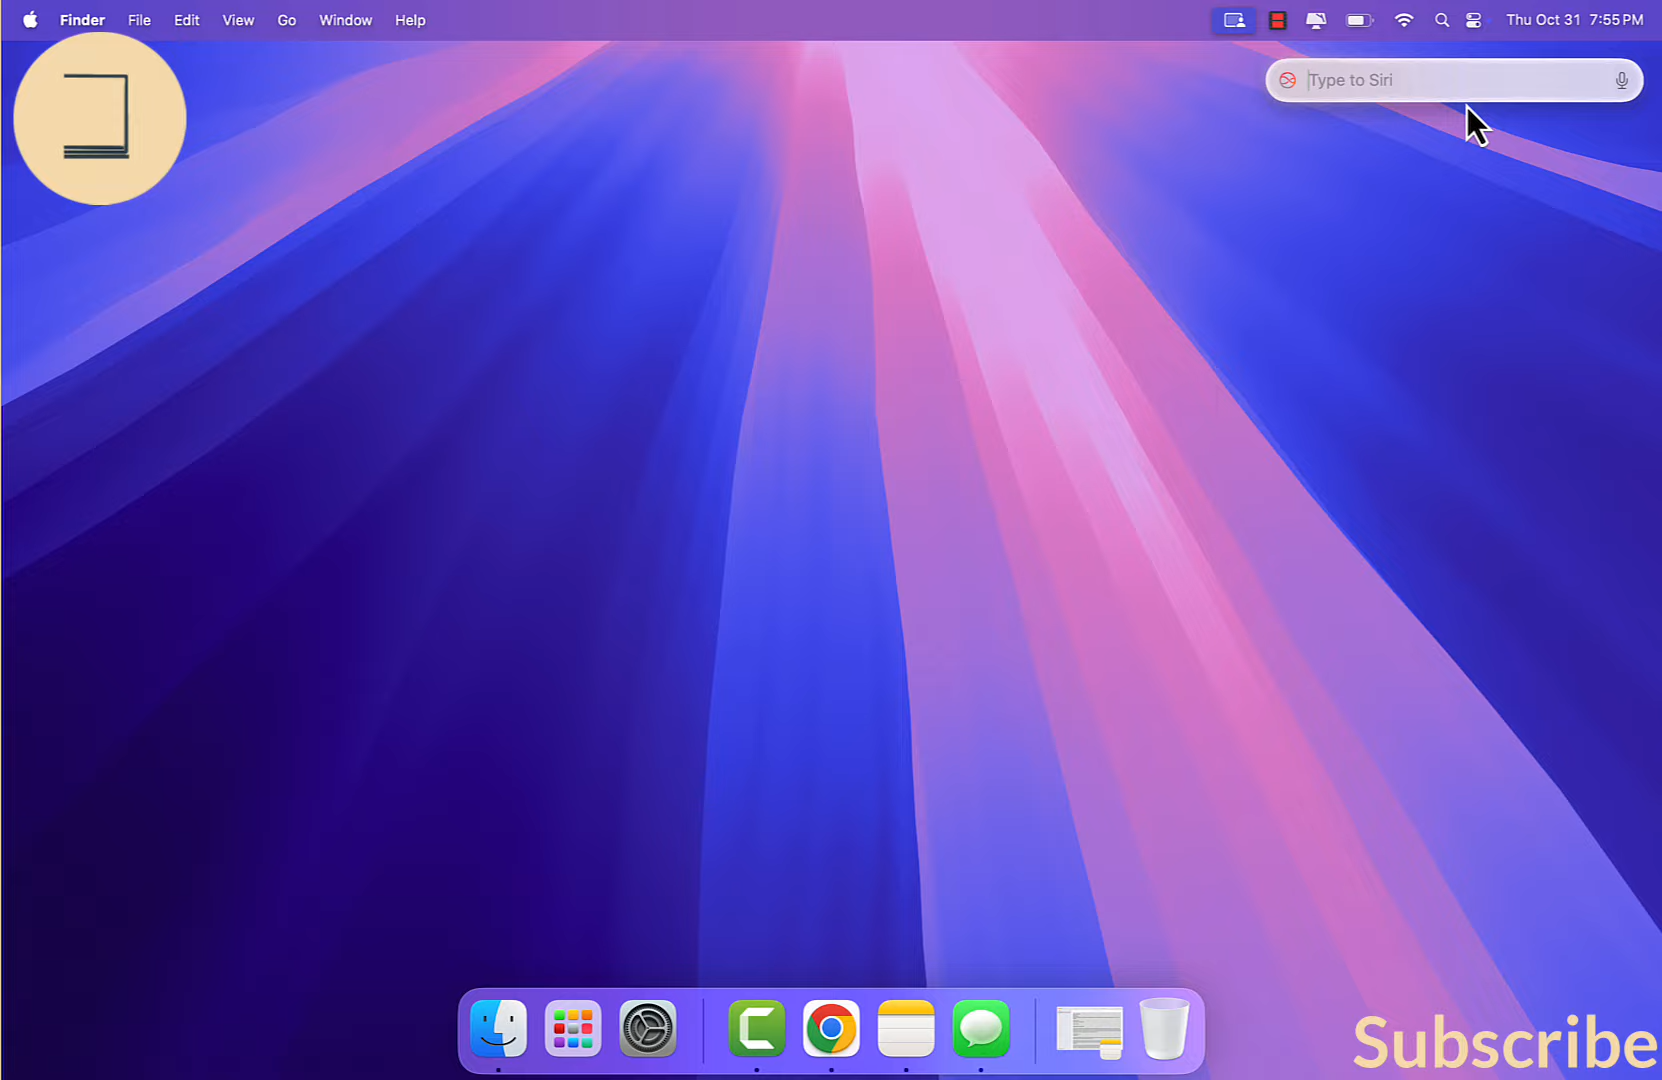 Finder File Edit View Go Window Help Thu Oct 31 7:55 PM
Type to Siri
Subscribe